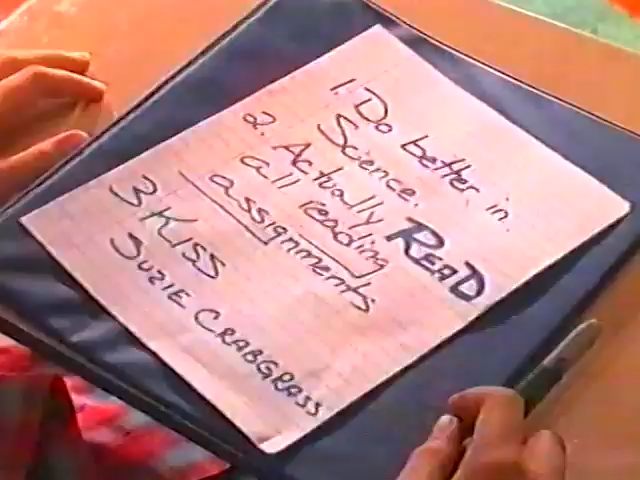 1. Do better in
Science.
2. Actually READ
all reading
assignments
3 KISS
SUZIE CRABGRASS